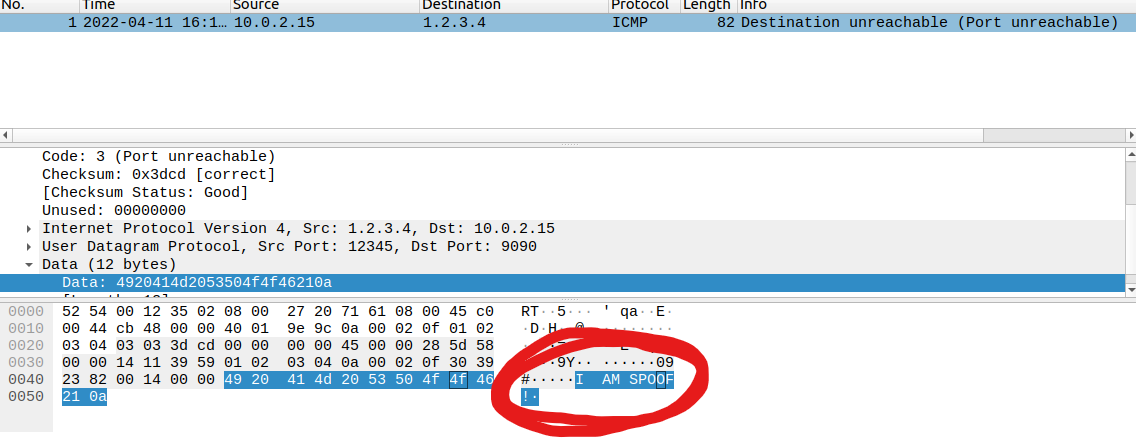 No. Time Source Destination Protocol Length Info
1 2022-04-11 16:1… 10.0.2.15 1.2.3.4 ICMP 82 Destination unreachable (Port unreachable)
Code: 3 (Port unreachable)
Checksum: 0x3dcd [correct]
[Checksum Status: Good]
Unused: 00000000
Internet Protocol Version 4, Src: 1.2.3.4, Dst: 10.0.2.15
User Datagram Protocol, Src Port: 12345, Dst Port: 9090
Data (12 bytes)
Data: 4920414d2053504f4f46210a
0000 52 54 00 12 35 02 08 00 27 20 71 61 08 00 45 c0 RT··5··· ' qa··E·
0010 00 44 cb 48 00 00 40 01 9e 9c 0a 00 02 0f 01 02 ·D·H··@· ········
0020 03 04 03 03 3d cd 00 00 00 00 45 00 00 28 5d 58
0030 00 00 14 11 39 59 01 02 03 04 0a 00 02 0f 30 39 ····9Y·· ······09
0040 23 82 00 14 00 00 49 20 41 4d 20 53 50 4f 4f 46 #·····I AM SPOOF
0050 21 0a !·